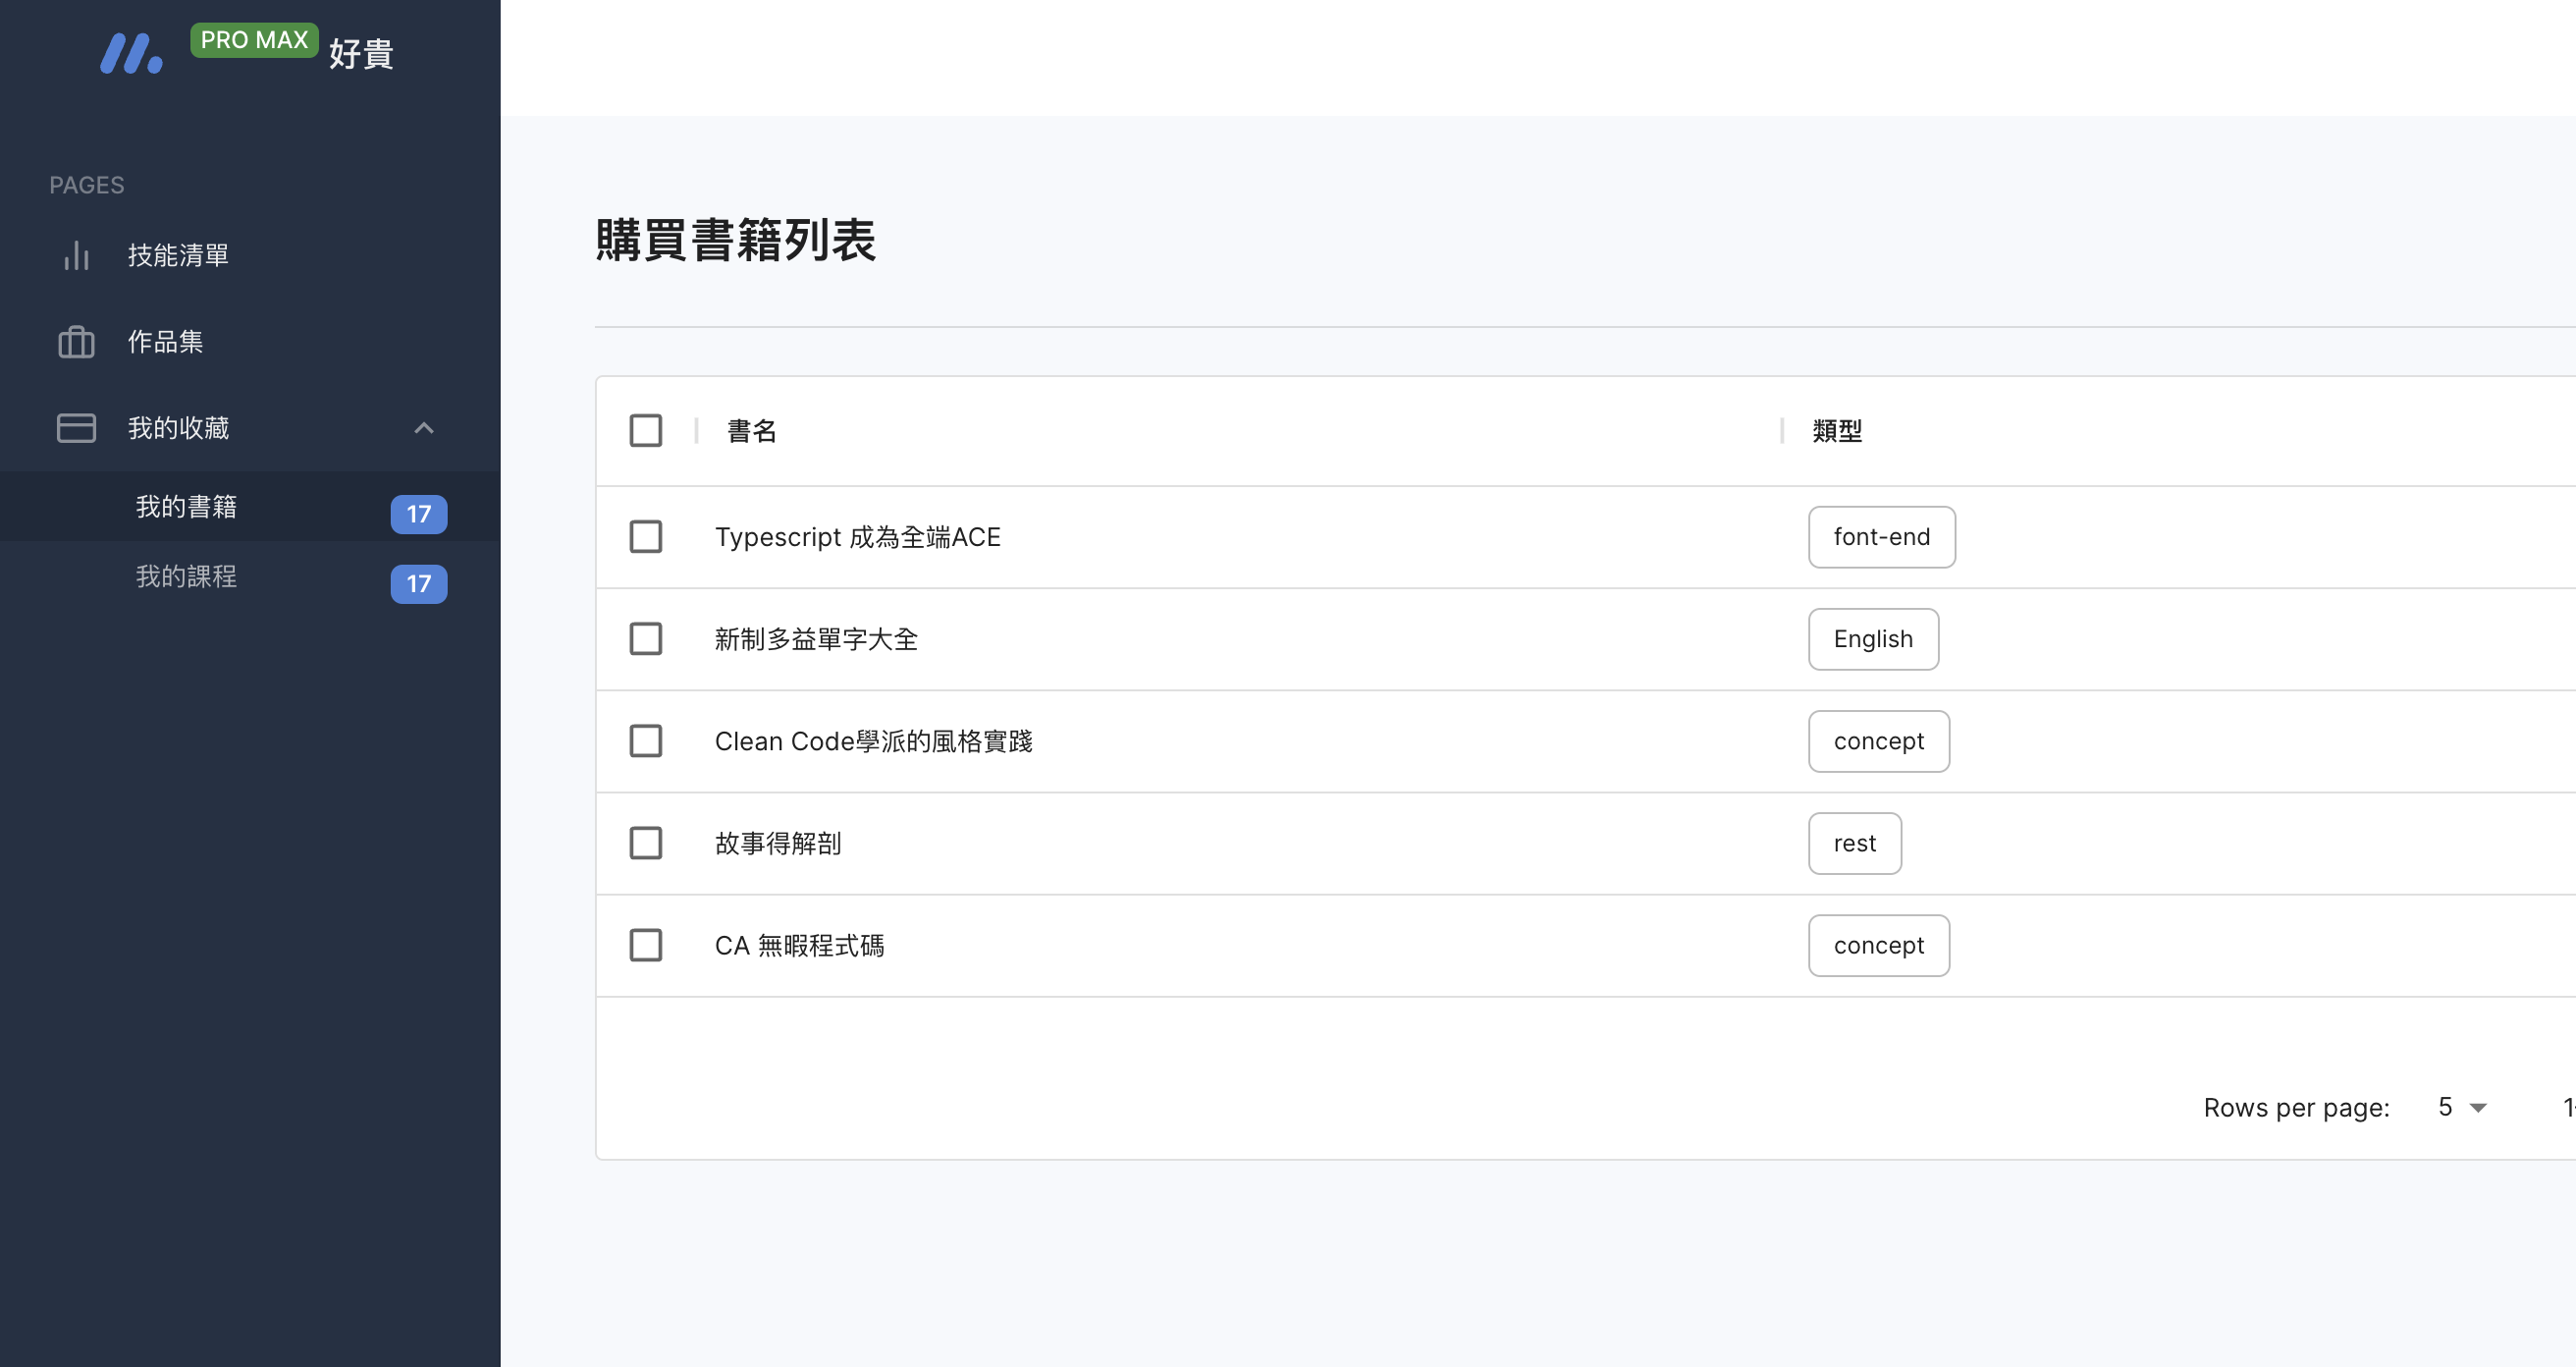 PRO MAX 好貴
PAGES
技能清單
作品集
我的收藏
我的書籍 17
我的課程 17
購買書籍列表
書名 類型
Typescript 成為全端ACE font-end
新制多益單字大全 English
Clean Code學派的風格實踐 concept
故事得解剖 rest
CA 無暇程式碼 concept
Rows per page: 5